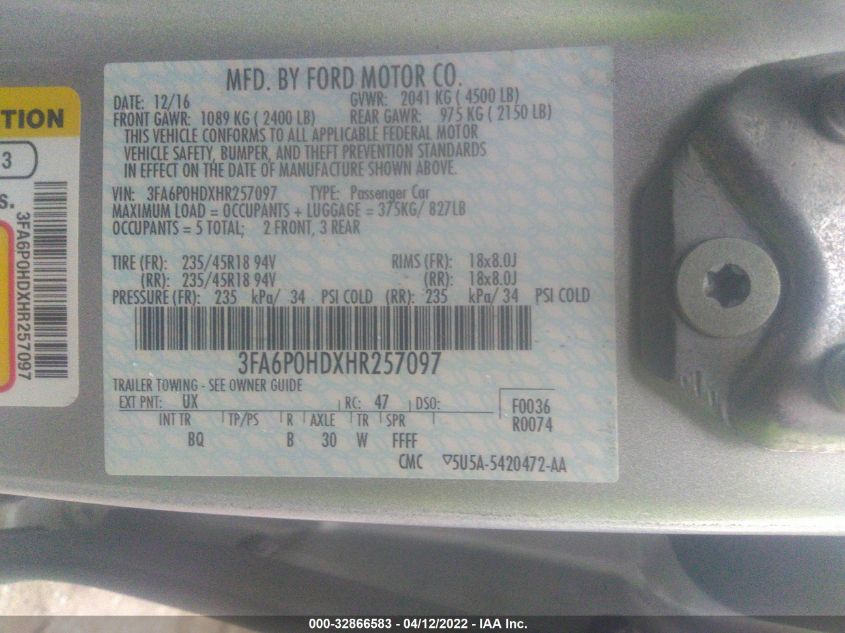 MFD. BY FORD MOTOR CO.
DATE: 12/16 GVWR: 2041 KG ( 4500 LB)
FRONT GAWR: 1089 KG ( 2400 LB) REAR GAWR: 975 KG ( 2150 LB)
THIS VEHICLE CONFORMS TO ALL APPLICABLE FEDERAL MOTOR
VEHICLE SAFETY, BUMPER, AND THEFT PREVENTION STANDARDS
IN EFFECT ON THE DATE OF MANUFACTURE SHOWN ABOVE.
VIN: 3FA6P0HDXHR257097 TYPE: Passenger Car
MAXIMUM LOAD = OCCUPANTS + LUGGAGE = 375KG/ 827LB
OCCUPANTS = 5 TOTAL; 2 FRONT, 3 REAR
TIRE (FR): 235/45R18 94V RIMS (FR): 18x8.0J
(RR): 235/45R18 94V (RR): 18x8.0J
PRESSURE (FR): 235 kPa/ 34 PSI COLD (RR): 235 kPa/ 34 PSI COLD
3FA6P0HDXHR257097
TRAILER TOWING - SEE OWNER GUIDE
EXT PNT: UX RC: 47 DSO: F0036
INT TR TP/PS R AXLE TR SPR R0074
BQ B 30 W FFFF
CMC ▽5U5A-5420472-AA
TION
3
s.
3FA6P0HDXHR257097
000-32866583 - 04/12/2022 - IAA Inc.